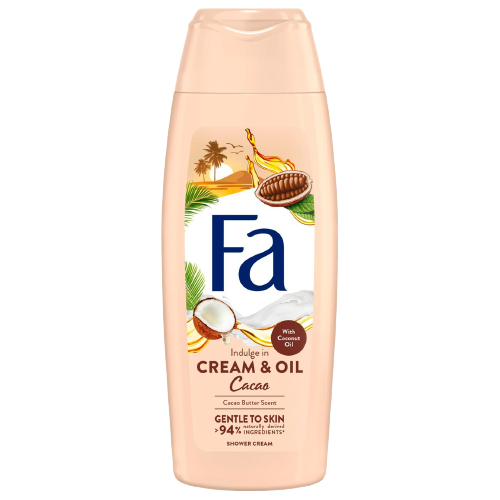 Fa
With
Coconut
Oil
Indulge in
CREAM & OIL
Cacao
Cacao Butter Scent
GENTLE TO SKIN
>94% naturally derived
INGREDIENTS*
SHOWER CREAM